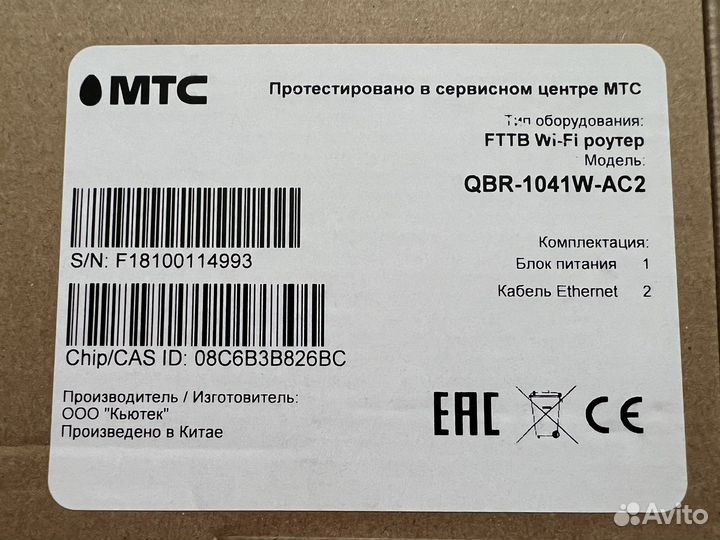 МТС
Протестировано в сервисном центре МТС
Тип оборудования:
FTTB Wi-Fi роутер
Модель:
QBR-1041W-AC2
S/N: F18100114993
Комплектация:
Блок питания 1
Кабель Ethernet 2
Chip/CAS ID: 08C6B3B826BC
Производитель / Изготовитель:
ООО "Кьютек"
Произведено в Китае
EAC CE
Avito